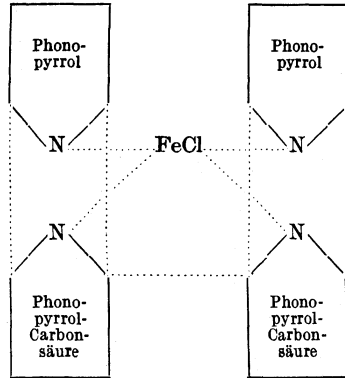 Phono-
pyrrol
Phono-
pyrrol
N
FeCl
N
N
N
Phono-
pyrrol-
Carbon-
säure
Phono-
pyrrol-
Carbon-
säure